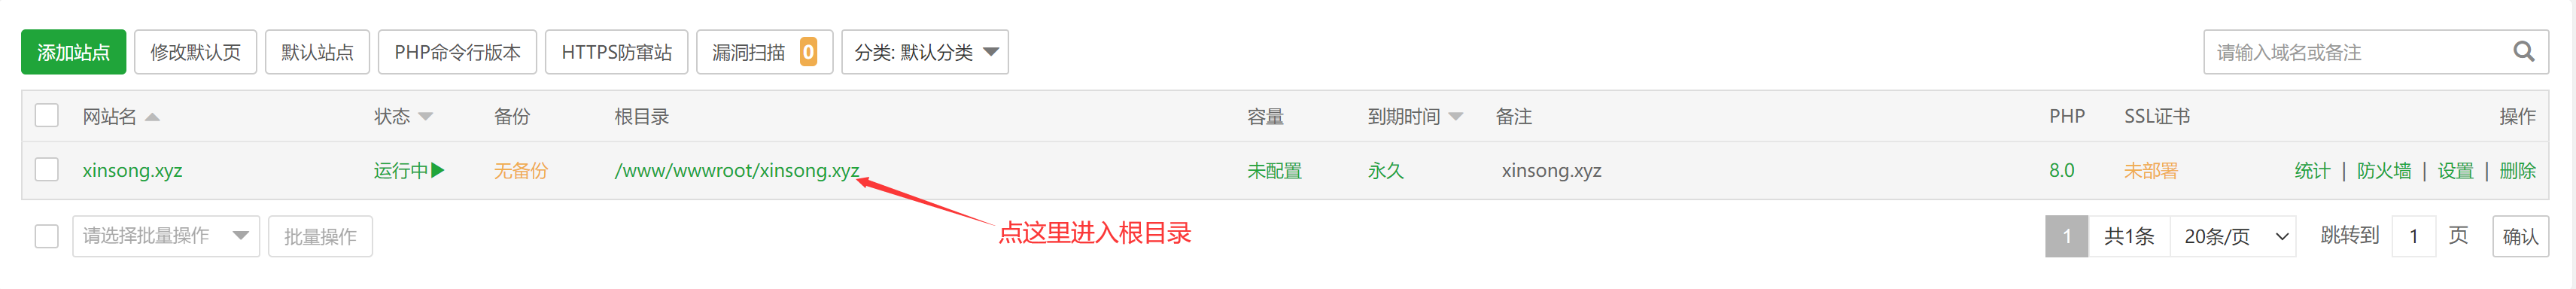 添加站点 修改默认页 默认站点 PHP命令行版本 HTTPS防窜站 漏洞扫描 0 分类: 默认分类 请输入域名或备注
网站名 状态 备份 根目录 容量 到期时间 备注 PHP SSL证书 操作
xinsong.xyz 运行中 无备份 /www/wwwroot/xinsong.xyz 未配置 永久 xinsong.xyz 8.0 未部署 统计 | 防火墙 | 设置 | 删除
点这里进入根目录
请选择批量操作 批量操作 1 共1条 20条/页 跳转到 1 页 确认